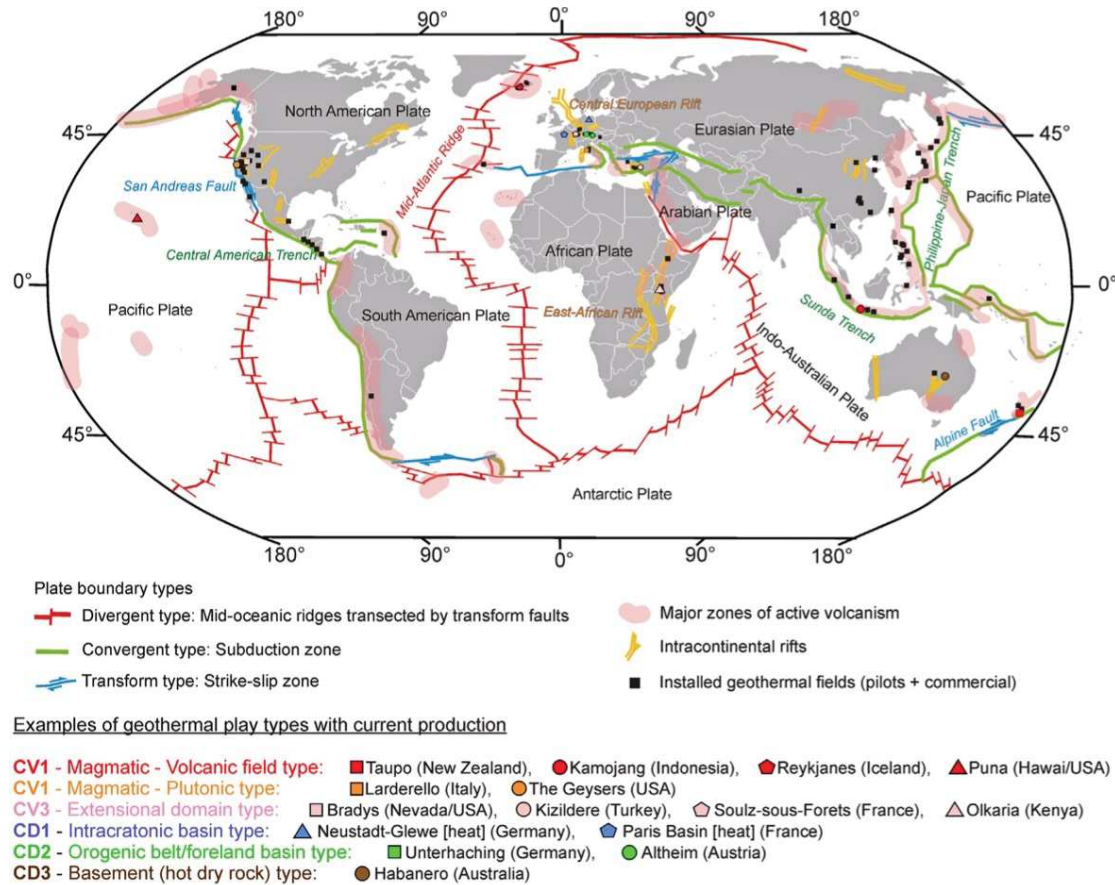 180°
90°
0°
90°
180°
North American Plate
Central European Rift
45°
Eurasian Plate
45°
Mid-Atlantic Ridge
San Andreas Fault
Philippine-Japan Trench
Pacific Plate
Arabian Plate
African Plate
Central American Trench
0°
0°
Pacific Plate
South American Plate
East-African Rift
Sunda Trench
Indo-Australian Plate
45°
Alpine Fault
45°
Antarctic Plate
180°
90°
0°
90°
180°
Plate boundary types
Divergent type: Mid-oceanic ridges transected by transform faults
Convergent type: Subduction zone
Transform type: Strike-slip zone
Major zones of active volcanism
Intracontinental rifts
Installed geothermal fields (pilots + commercial)
Examples of geothermal play types with current production
CV1 - Magmatic - Volcanic field type: Taupo (New Zealand), Kamojang (Indonesia), Reykjanes (Iceland), Puna (Hawai/USA)
CV1 - Magmatic - Plutonic type: Larderello (Italy), The Geysers (USA)
CV3 - Extensional domain type: Bradys (Nevada/USA), Kizildere (Turkey), Soulz-sous-Forets (France), Olkaria (Kenya)
CD1 - Intracratonic basin type: Neustadt-Glewe [heat] (Germany), Paris Basin [heat] (France)
CD2 - Orogenic belt/foreland basin type: Unterhaching (Germany), Altheim (Austria)
CD3 - Basement (hot dry rock) type: Habanero (Australia)